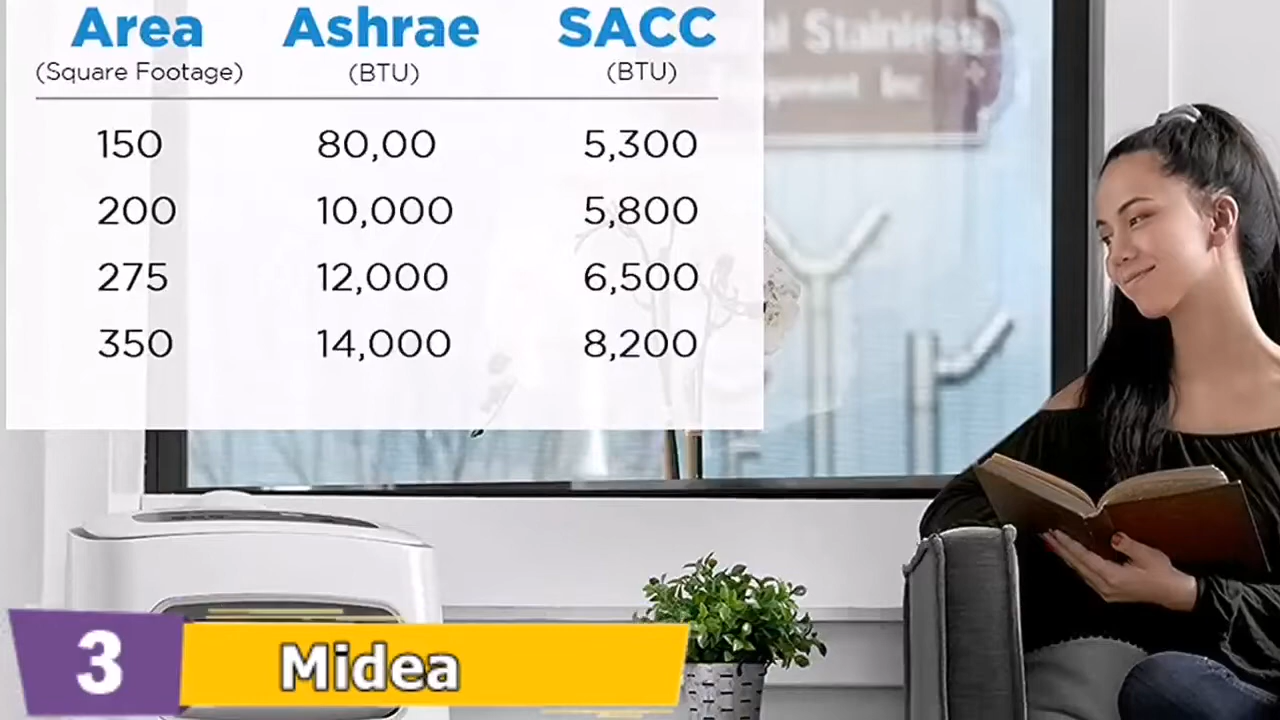 Area Ashrae SACC
(Square Footage) (BTU) (BTU)
150 80,00 5,300
200 10,000 5,800
275 12,000 6,500
350 14,000 8,200
Stainless
3 Midea